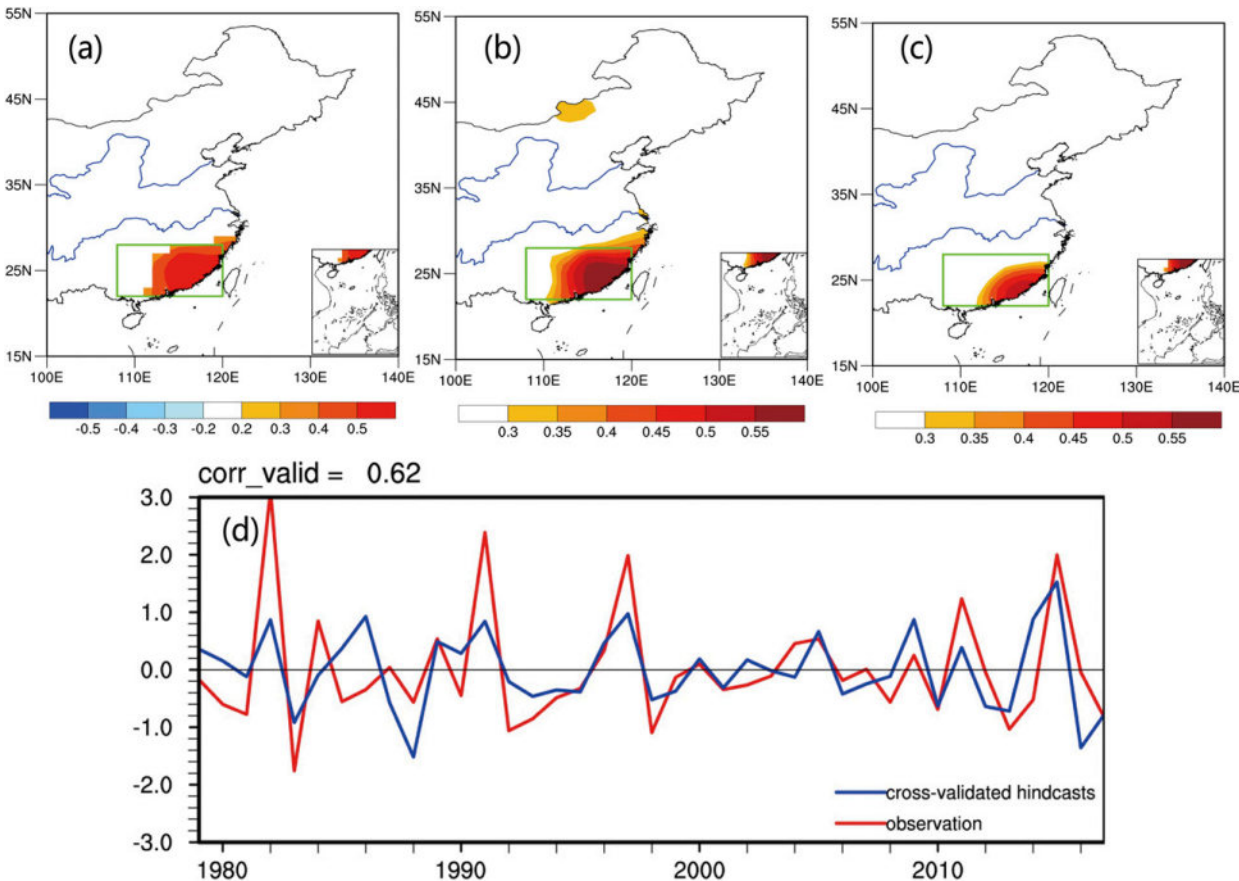 (a)
55N
45N
35N
25N
15N
100E 110E 120E 130E 140E
-0.5 -0.4 -0.3 -0.2 0.2 0.3 0.4 0.5
(b)
55N
45N
35N
25N
15N
100E 110E 120E 130E 140E
0.3 0.35 0.4 0.45 0.5 0.55
(c)
55N
45N
35N
25N
15N
100E 110E 120E 130E 140E
0.3 0.35 0.4 0.45 0.5 0.55
corr_valid = 0.62
(d)
3.0
2.0
1.0
0.0
-1.0
-2.0
-3.0
cross-validated hindcasts
observation
1980 1990 2000 2010